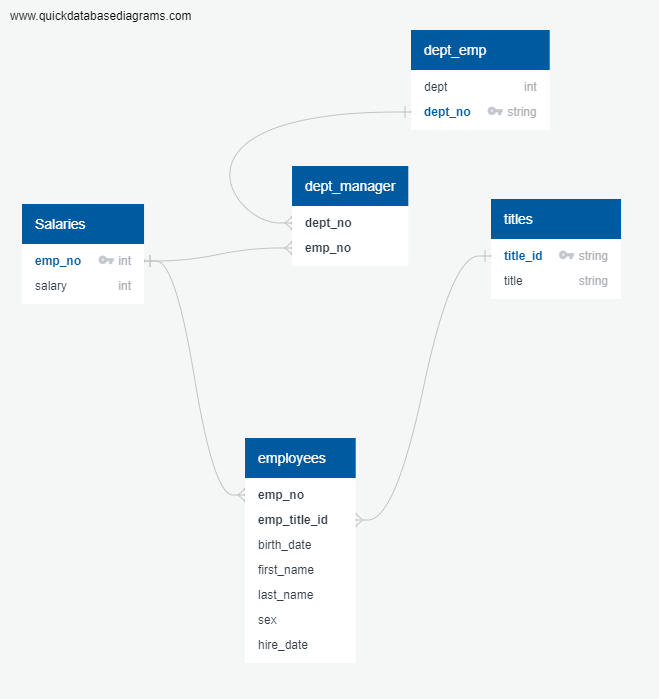 www.quickdatabasediagrams.com
dept_emp
dept int
dept_no string
dept_manager
dept_no
emp_no
Salaries
emp_no int
salary int
titles
title_id string
title string
employees
emp_no
emp_title_id
birth_date
first_name
last_name
sex
hire_date